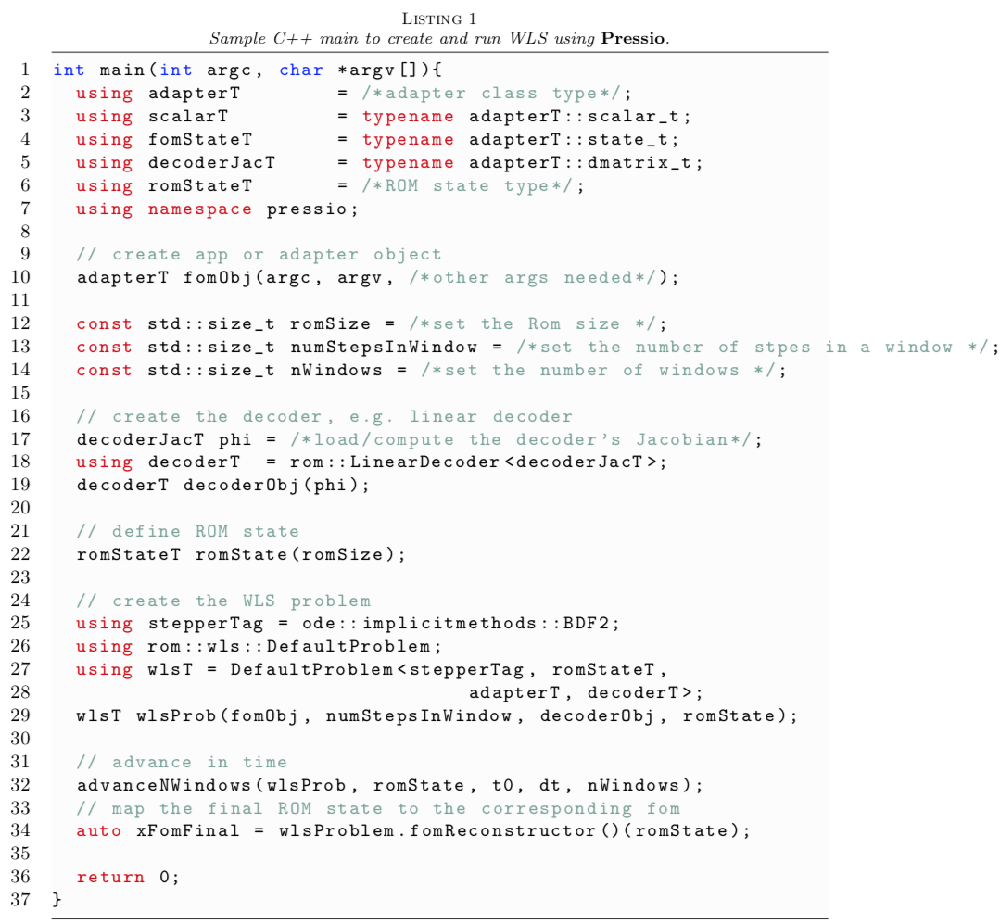 LISTING 1
Sample C++ main to create and run WLS using Pressio.
1 int main(int argc, char *argv[]){
2   using adapterT       = /*adapter class type*/;
3   using scalarT        = typename adapterT::scalar_t;
4   using fomStateT      = typename adapterT::state_t;
5   using decoderJacT    = typename adapterT::dmatrix_t;
6   using romStateT      = /*ROM state type*/;
7   using namespace pressio;
8
9   // create app or adapter object
10   adapterT fomObj(argc, argv, /*other args needed*/);
11
12   const std::size_t romSize = /*set the Rom size */;
13   const std::size_t numStepsInWindow = /*set the number of stpes in a window */;
14   const std::size_t nWindows = /*set the number of windows */;
15
16   // create the decoder, e.g. linear decoder
17   decoderJacT phi = /*load/compute the decoder's Jacobian*/;
18   using decoderT  = rom::LinearDecoder<decoderJacT>;
19   decoderT decoderObj(phi);
20
21   // define ROM state
22   romStateT romState(romSize);
23
24   // create the WLS problem
25   using stepperTag = ode::implicitmethods::BDF2;
26   using rom::wls::DefaultProblem;
27   using wlsT = DefaultProblem<stepperTag, romStateT,
28                                   adapterT, decoderT>;
29   wlsT wlsProb(fomObj, numStepsInWindow, decoderObj, romState);
30
31   // advance in time
32   advanceNWindows(wlsProb, romState, t0, dt, nWindows);
33   // map the final ROM state to the corresponding fom
34   auto xFomFinal = wlsProblem.fomReconstructor()(romState);
35
36   return 0;
37 }